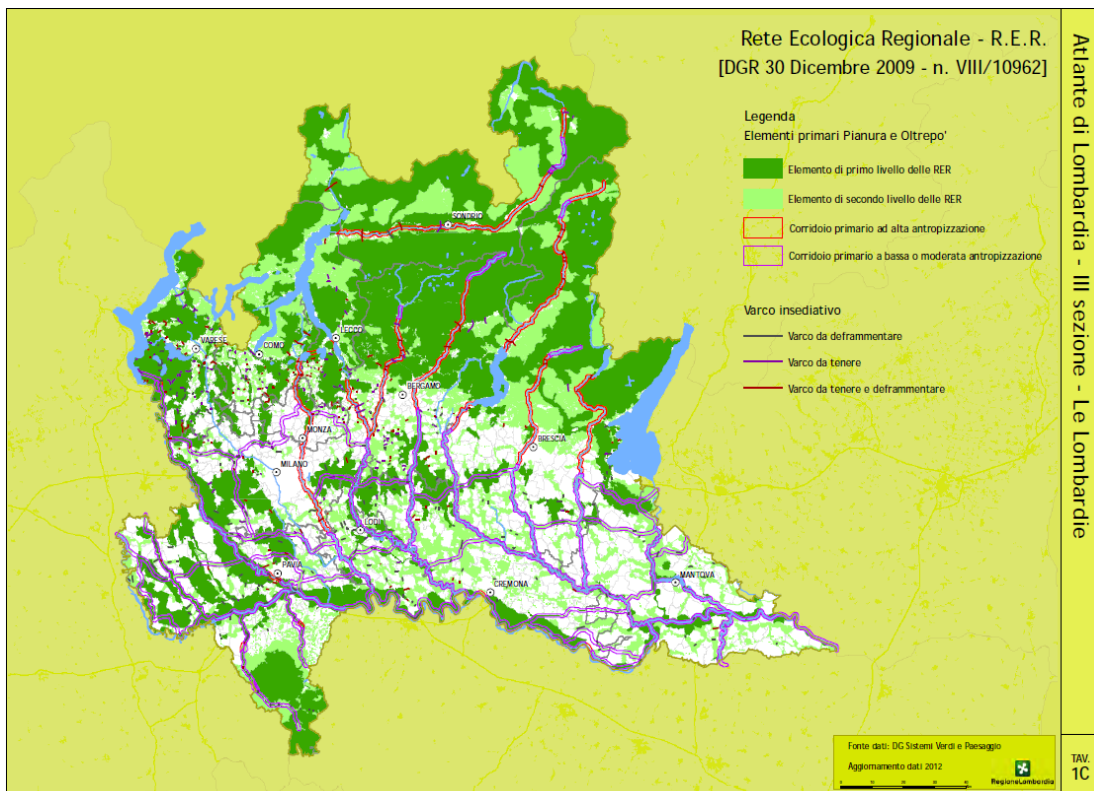 Rete Ecologica Regionale - R.E.R.
[DGR 30 Dicembre 2009 - n. VIII/10962]
Legenda
Elementi primari Pianura e Oltrepo'
Elemento di primo livello delle RER
Elemento di secondo livello delle RER
Corridoio primario ad alta antropizzazione
Corridoio primario a bassa o moderata antropizzazione
Varco insediativo
Varco da deframmentare
Varco da tenere
Varco da tenere e deframmentare
SONDRIO
LECCO
VARESE
COMO
BERGAMO
MONZA
BRESCIA
MILANO
LODI
PAVIA
CREMONA
MANTOVA
Atlante di Lombardia - III sezione - Le Lombardie
Fonte dati: DG Sistemi Verdi e Paesaggio
Aggiornamento dati 2012
RegioneLombardia
TAV.
1C